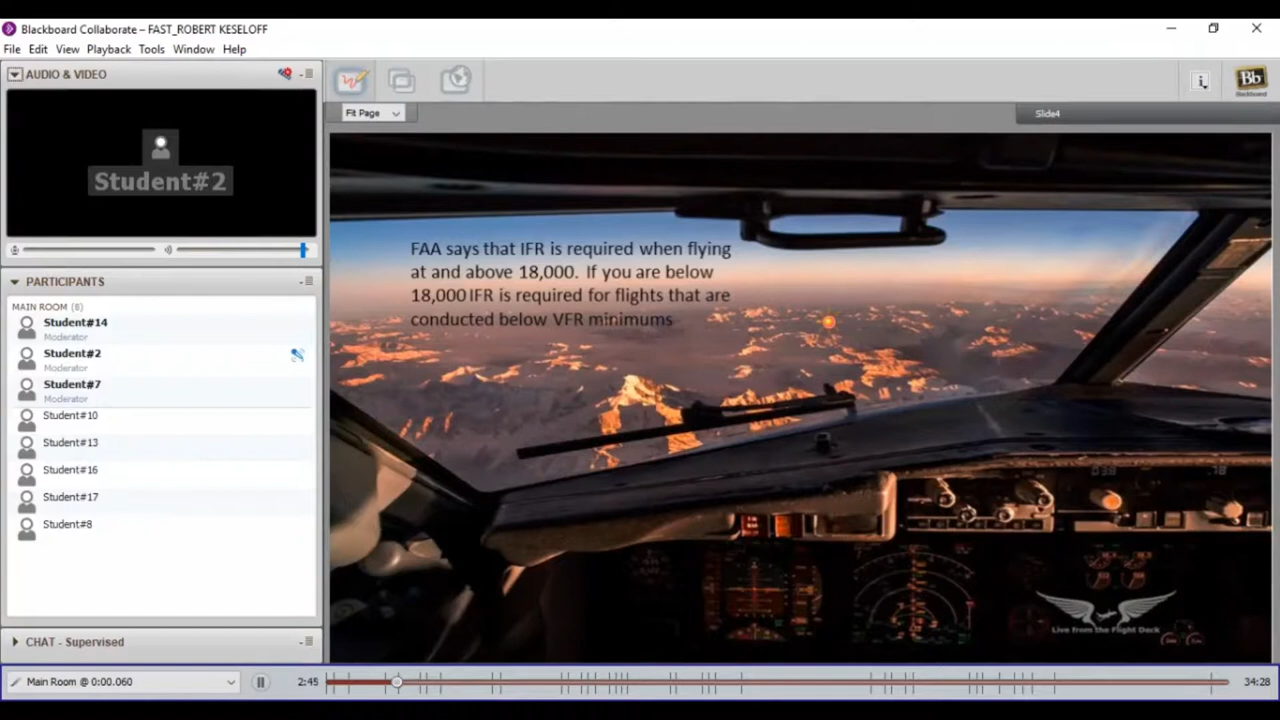 Blackboard Collaborate – FAST_ROBERT KESELOFF
File Edit View Playback Tools Window Help
AUDIO & VIDEO
Student#2
PARTICIPANTS
MAIN ROOM (8)
Student#14
Moderator
Student#2
Moderator
Student#7
Moderator
Student#10
Student#13
Student#16
Student#17
Student#8
CHAT - Supervised
Fit Page
Slide4
Bb
Blackboard
FAA says that IFR is required when flying
at and above 18,000. If you are below
18,000 IFR is required for flights that are
conducted below VFR minimums
Live from the Flight Deck
Main Room @ 0:00.060
2:45
34:28